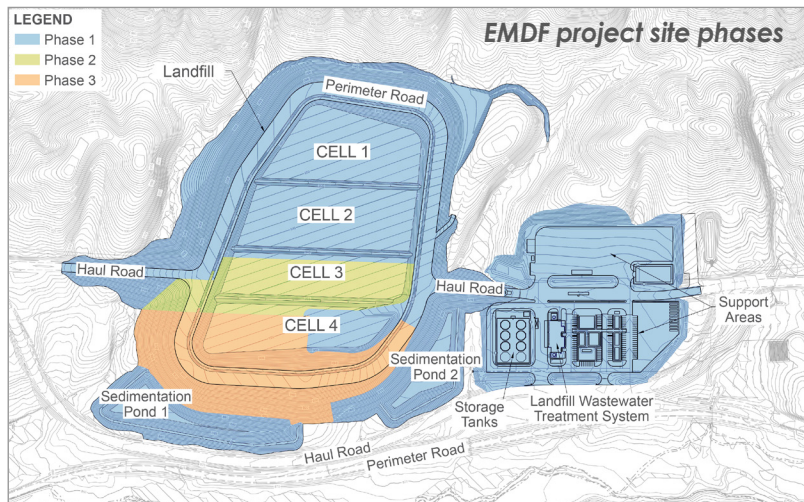 EMDF project site phases
LEGEND
Phase 1
Phase 2
Phase 3
Landfill
Perimeter Road
CELL 1
CELL 2
CELL 3
CELL 4
Haul Road
Haul Road
Support
Areas
Sedimentation
Pond 2
Sedimentation
Pond 1
Storage
Tanks
Landfill Wastewater
Treatment System
Haul Road
Perimeter Road